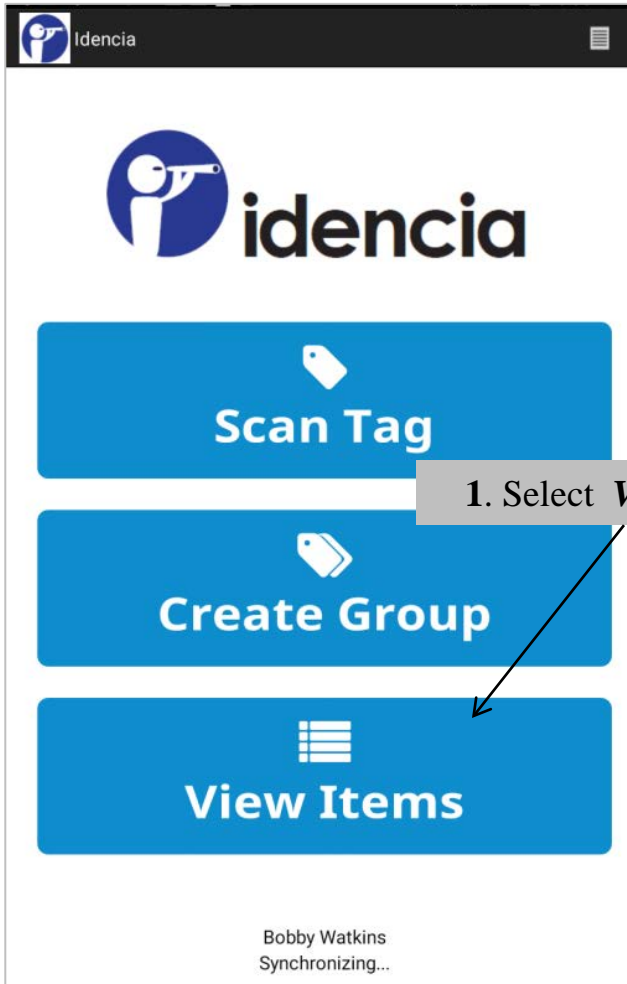 Idencia
idencia
Scan Tag
1. Select
Create Group
View Items
Bobby Watkins
Synchronizing...